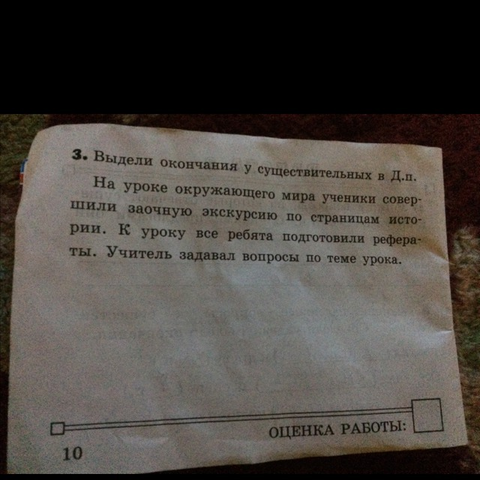 3. Выдели окончания у существительных в Д.п.
На уроке окружающего мира ученики совер-
шили заочную экскурсию по страницам исто-
рии. К уроку все ребята подготовили рефера-
ты. Учитель задавал вопросы по теме урока.
ОЦЕНКА РАБОТЫ:
10